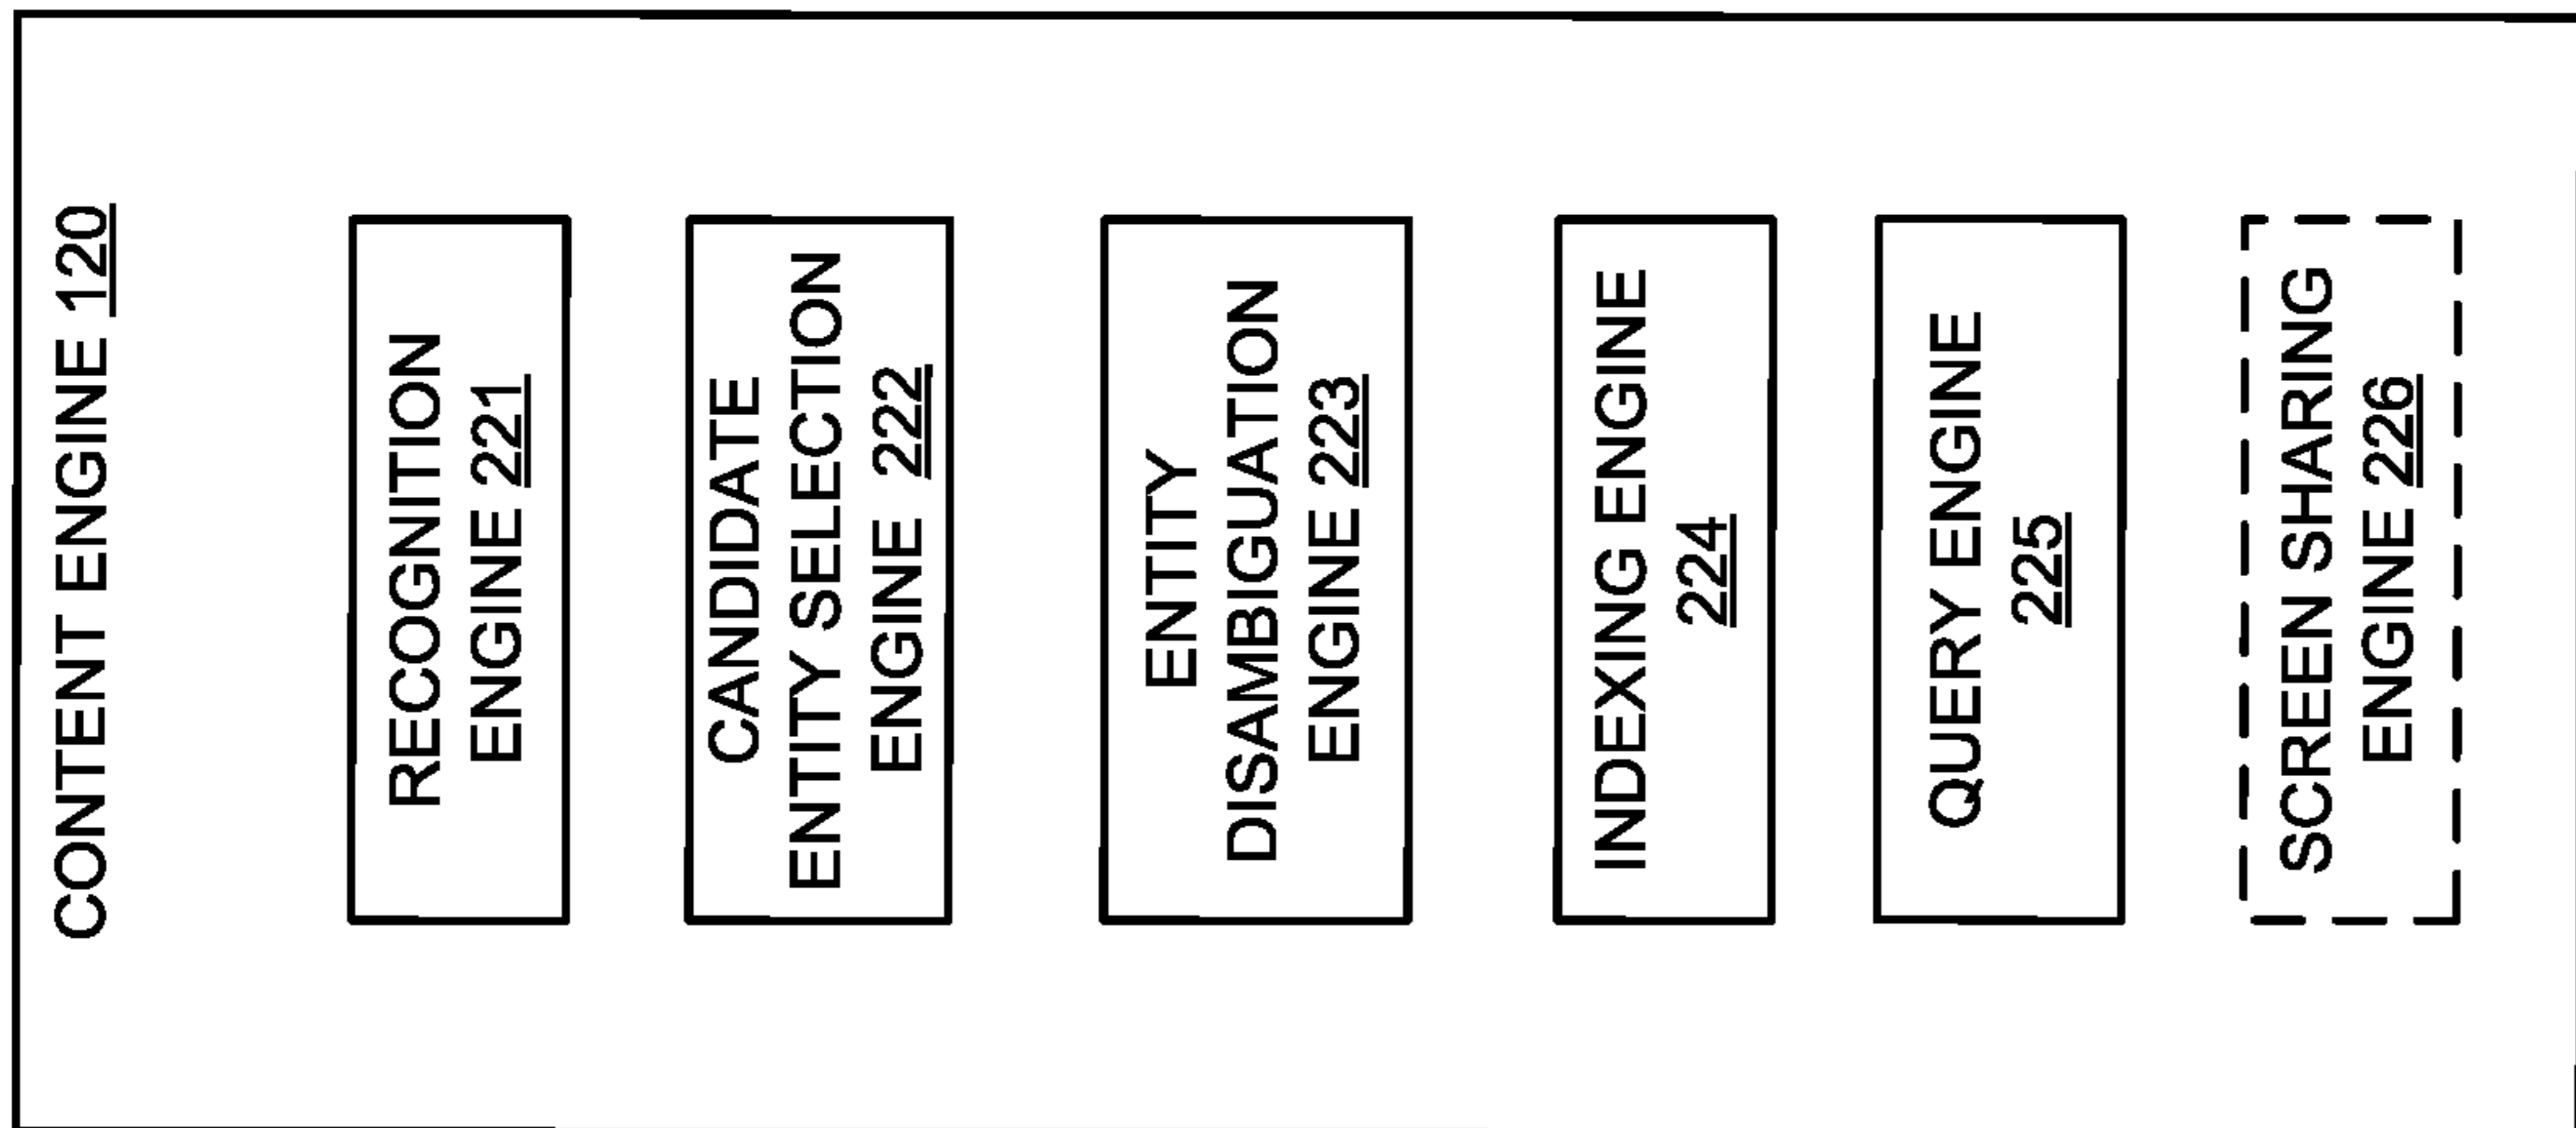 CONTENT ENGINE 120
RECOGNITION
ENGINE 221
CANDIDATE
ENTITY SELECTION
ENGINE 222
ENTITY
DISAMBIGUATION
ENGINE 223
INDEXING ENGINE
224
QUERY ENGINE
225
SCREEN SHARING
ENGINE 226